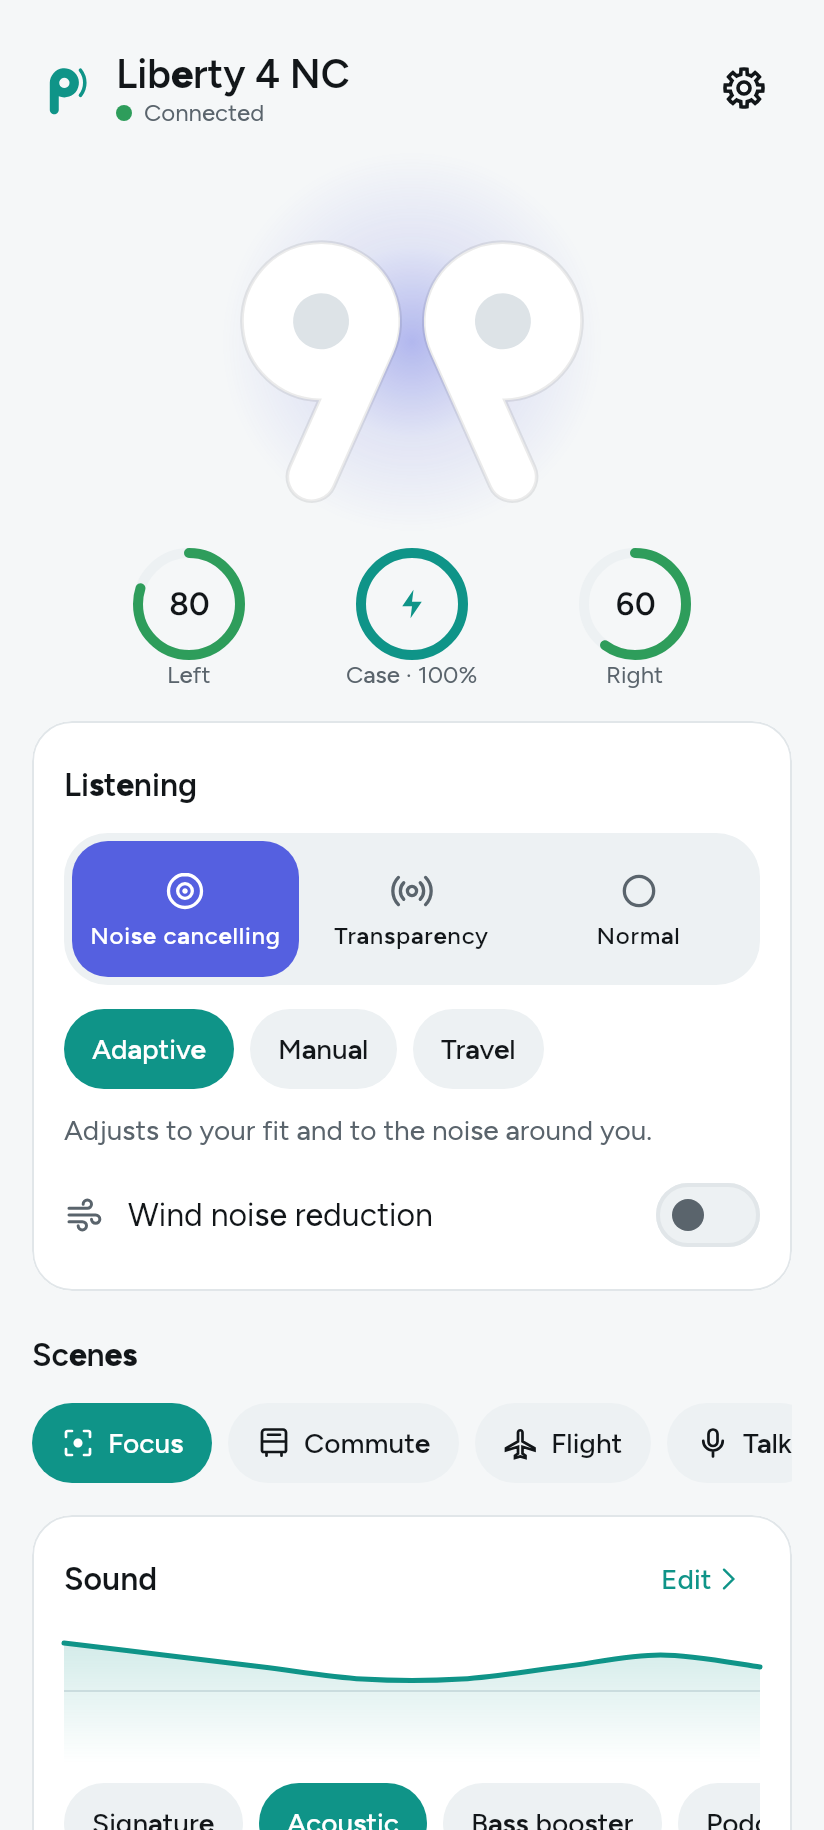 Liberty 4 NC
Connected
80
60
Left
Case · 100%
Right
Listening
Noise cancelling
Transparency
Normal
Adaptive
Manual
Travel
Adjusts to your fit and to the noise around you.
Wind noise reduction
Scenes
Focus
Commute
Flight
Talk
Sound
Edit
Signature
Acoustic
Bass booster